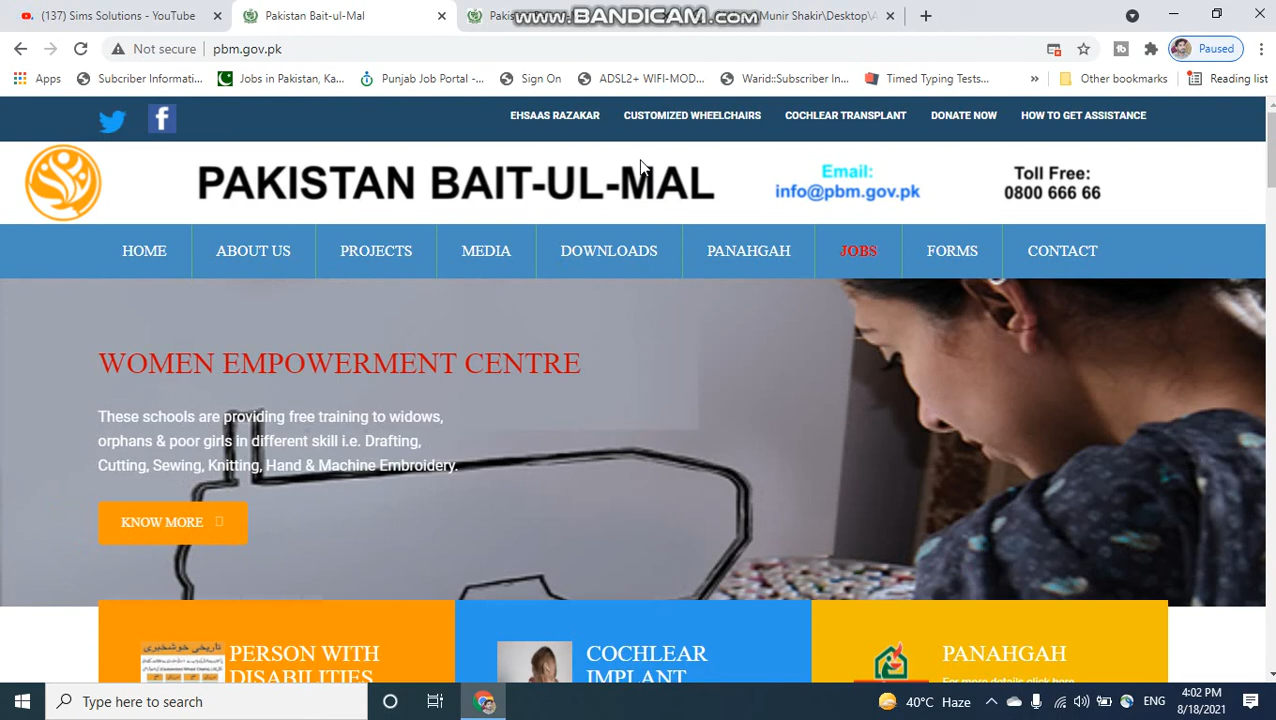 (137) Sims Solutions - YouTube
Pakistan Bait-ul-Mal
www.BANDICAM.com
Munir Shakir\Desktop\A
Not secure
pbm.gov.pk
Paused
Apps
Subcriber Informati...
Jobs in Pakistan, Ka...
Punjab Job Portal -...
Sign On
ADSL2+ WIFI-MOD...
Warid::Subscriber In...
Timed Typing Tests...
Other bookmarks
Reading list
EHSAAS RAZAKAR
CUSTOMIZED WHEELCHAIRS
COCHLEAR TRANSPLANT
DONATE NOW
HOW TO GET ASSISTANCE
PAKISTAN BAIT-UL-MAL
Email:
info@pbm.gov.pk
Toll Free:
0800 666 66
HOME
ABOUT US
PROJECTS
MEDIA
DOWNLOADS
PANAHGAH
JOBS
FORMS
CONTACT
WOMEN EMPOWERMENT CENTRE
These schools are providing free training to widows,
orphans & poor girls in different skill i.e. Drafting,
Cutting, Sewing, Knitting, Hand & Machine Embroidery.
KNOW MORE
تاریخی خوشخبری
PERSON WITH
DISABILITIES
COCHLEAR
IMPLANT
PANAHGAH
For more details click here
Type here to search
40°C Haze
ENG
4:02 PM
8/18/2021